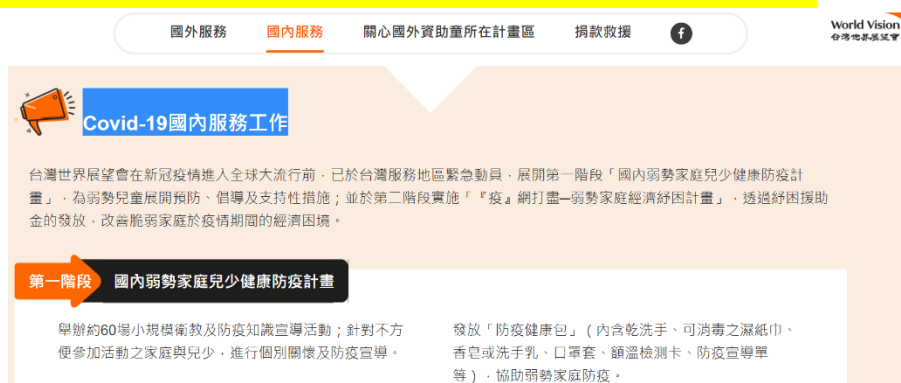 國外服務 國內服務 關心國外資助童所在計畫區 捐款救援 f
World Vision
台灣世界展望會
Covid-19國內服務工作
台灣世界展望會在新冠疫情進入全球大流行前，已於台灣服務地區緊急動員，展開第一階段「國內弱勢家庭兒少健康防疫計
畫」，為弱勢兒童展開預防、倡導及支持性措施；並於第二階段實施「『疫』網打盡─弱勢家庭經濟紓困計畫」，透過紓困援助
金的發放，改善脆弱家庭於疫情期間的經濟困境。
第一階段 國內弱勢家庭兒少健康防疫計畫
舉辦約60場小規模衛教及防疫知識宣導活動；針對不方
便參加活動之家庭與兒少，進行個別關懷及防疫宣導。
發放「防疫健康包」（內含乾洗手、可消毒之濕紙巾、
香皂或洗手乳、口罩套、額溫檢測卡、防疫宣導單
等），協助弱勢家庭防疫。